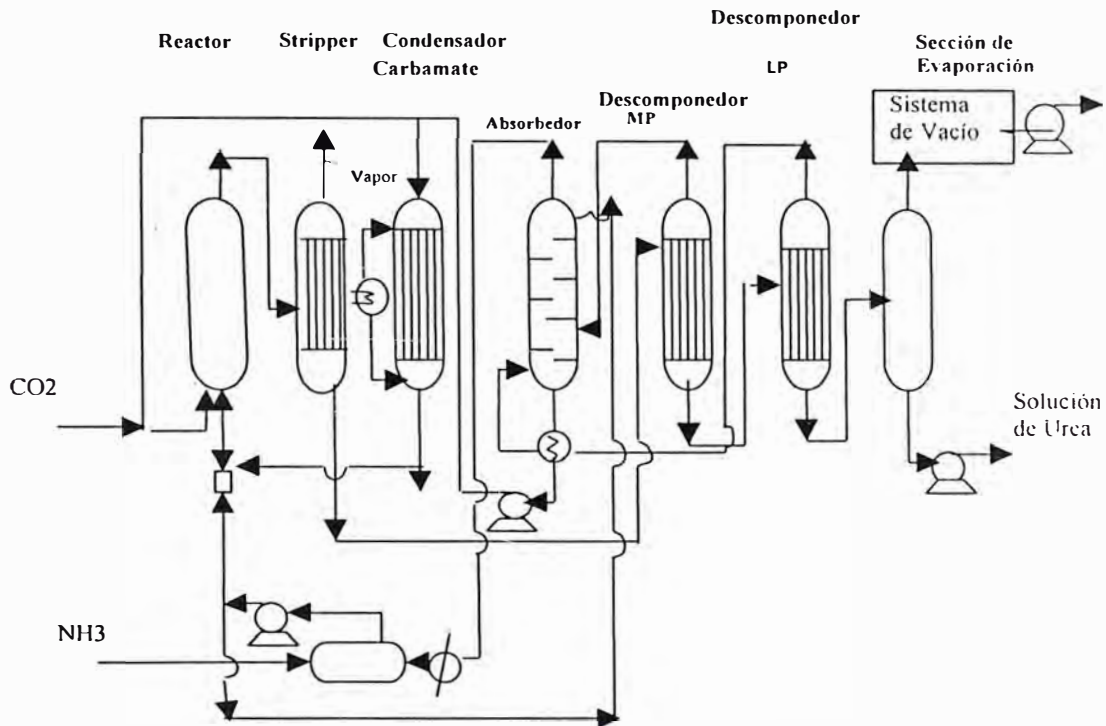 Descomponedor
Reactor
Stripper
Condensador
Carbamate
LP
Sección de
Evaporación
Absorbedor
Descomponedor
MP
Sistema
de Vacío
Vapor
CO2
Solución
de Urea
NH3